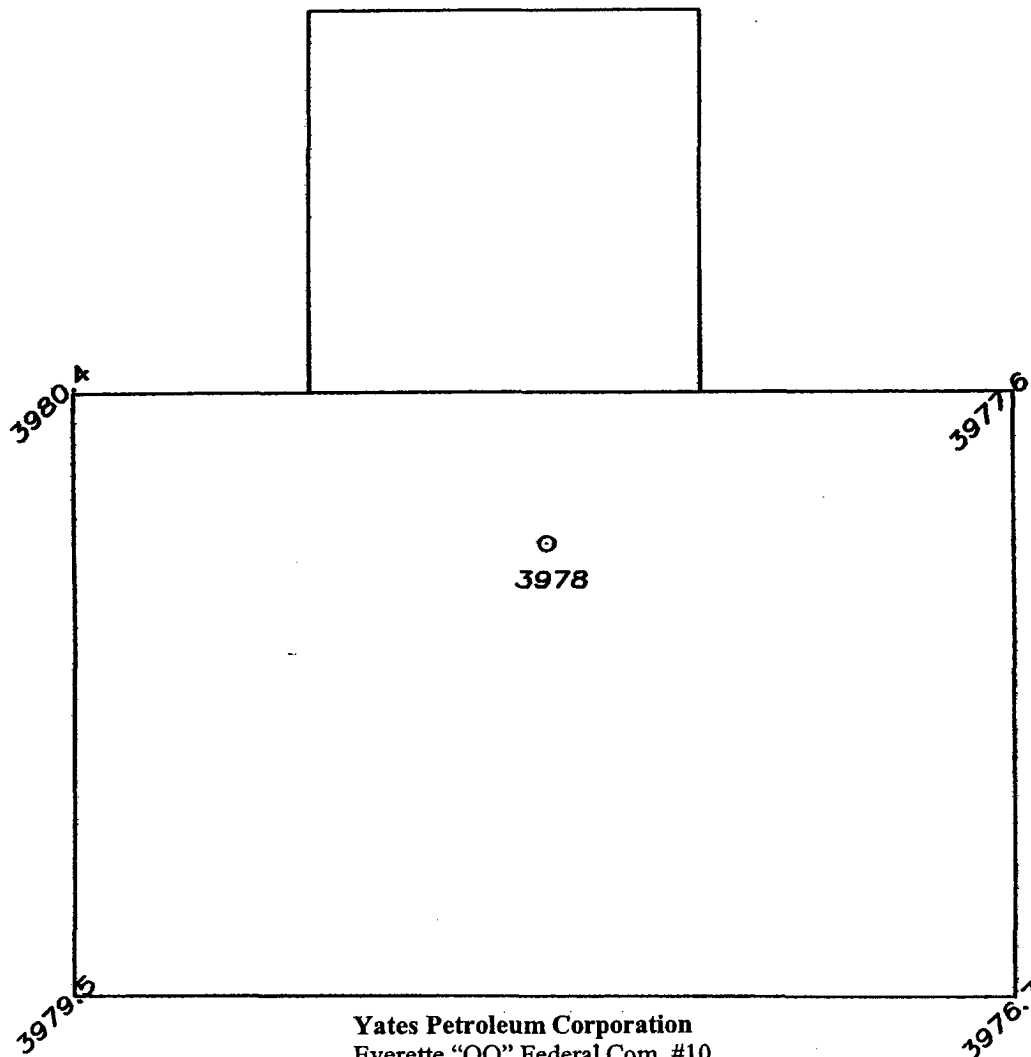 3980.4
3977.6
3978
3979.5
Yates Petroleum Corporation
Everette "OO" Federal Com. #10